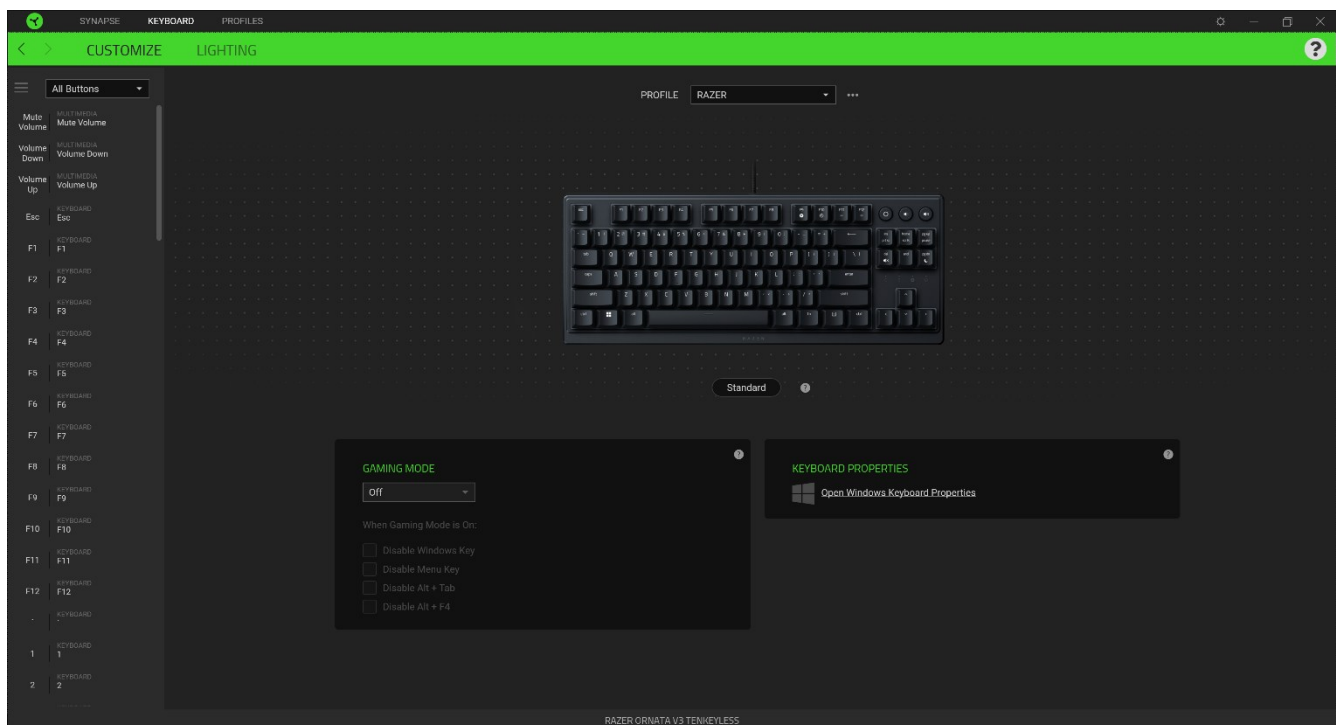 SYNAPSE KEYBOARD PROFILES
CUSTOMIZE LIGHTING
All Buttons
PROFILE RAZER
Mute Volume MULTIMEDIA Mute Volume
Volume Down MULTIMEDIA Volume Down
Volume Up MULTIMEDIA Volume Up
Esc KEYBOARD Esc
F1 KEYBOARD F1
F2 KEYBOARD F2
F3 KEYBOARD F3
F4 KEYBOARD F4
F5 KEYBOARD F5
F6 KEYBOARD F6
F7 KEYBOARD F7
F8 KEYBOARD F8
F9 KEYBOARD F9
F10 KEYBOARD F10
F11 KEYBOARD F11
F12 KEYBOARD F12
` KEYBOARD `
1 KEYBOARD 1
2 KEYBOARD 2
Standard
GAMING MODE
Off
When Gaming Mode is On:
Disable Windows Key
Disable Menu Key
Disable Alt + Tab
Disable Alt + F4
KEYBOARD PROPERTIES
Open Windows Keyboard Properties
RAZER ORNATA V3 TENKEYLESS